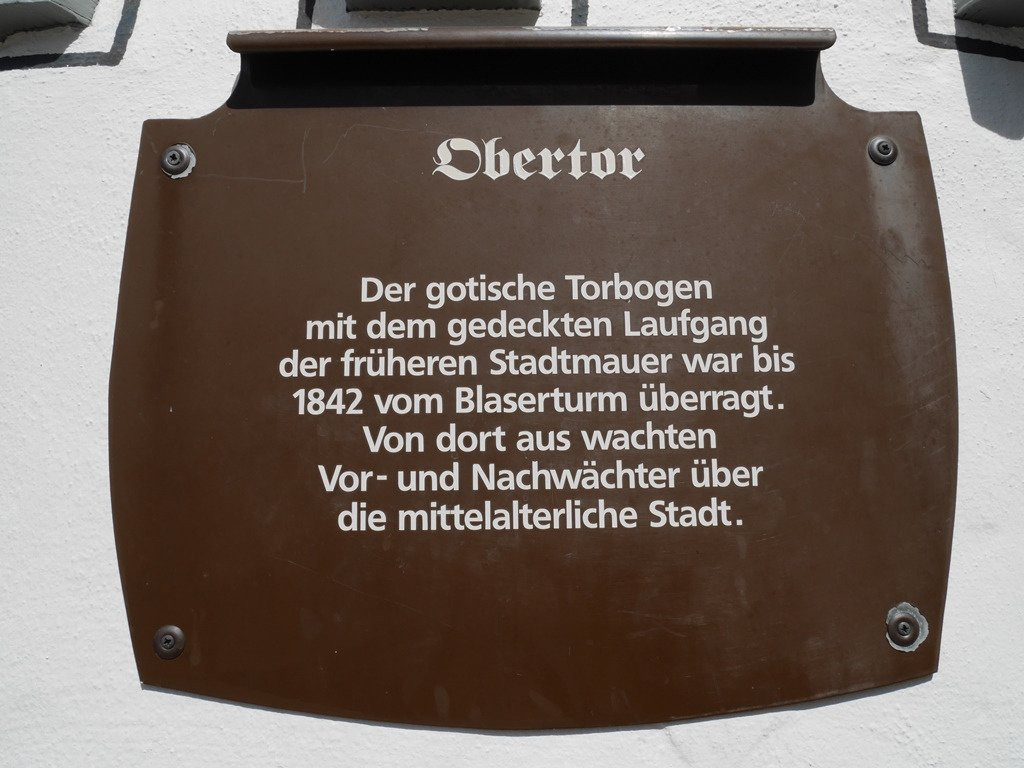 Obertor
Der gotische Torbogen
mit dem gedeckten Laufgang
der früheren Stadtmauer war bis
1842 vom Blaserturm überragt.
Von dort aus wachten
Vor- und Nachwächter über
die mittelalterliche Stadt.